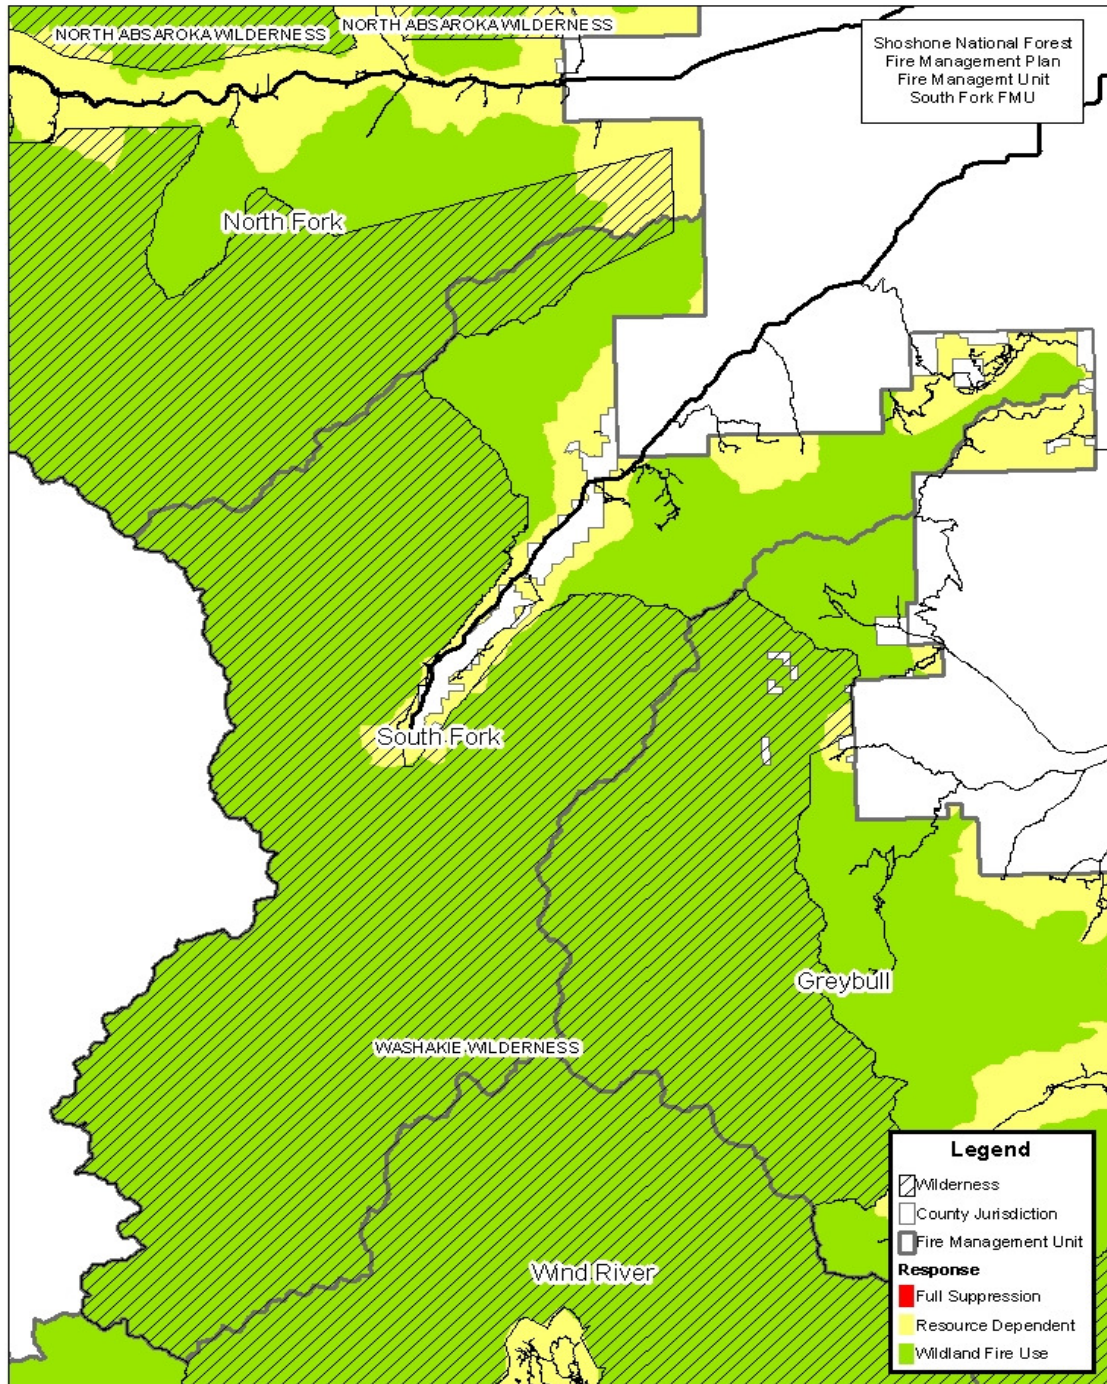 NORTH ABSAROKA WILDERNESS
NORTH ABSAROKA WILDERNESS
Shoshone National Forest
Fire Management Plan
Fire Managemt Unit
South Fork FMU
North Fork
South Fork
Greybull
WASHAKIE WILDERNESS
Wind River
Legend
Wilderness
County Jurisdiction
Fire Management Unit
Response
Full Suppression
Resource Dependent
Wildland Fire Use